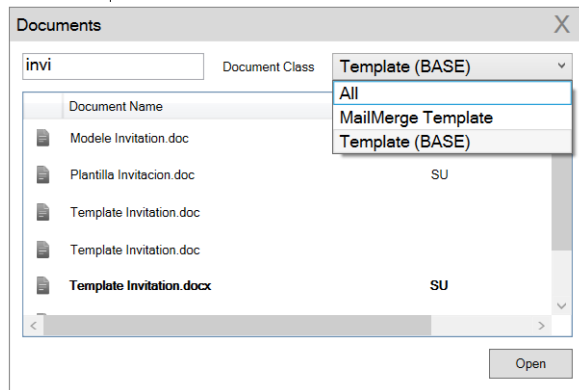 Documents X
invi Document Class Template (BASE)
All
Document Name
MailMerge Template
Modele Invitation.doc Template (BASE)
Plantilla Invitacion.doc SU
Template Invitation.doc
Template Invitation.doc
Template Invitation.docx SU
Open